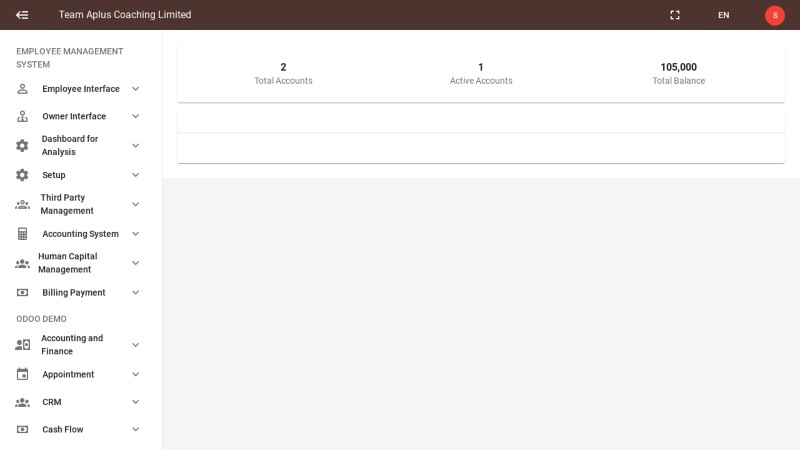 Team Aplus Coaching Limited
EN
S
EMPLOYEE MANAGEMENT
SYSTEM
Employee Interface
Owner Interface
Dashboard for
Analysis
Setup
Third Party
Management
Accounting System
Human Capital
Management
Billing Payment
ODOO DEMO
Accounting and
Finance
Appointment
CRM
Cash Flow
2
Total Accounts
1
Active Accounts
105,000
Total Balance